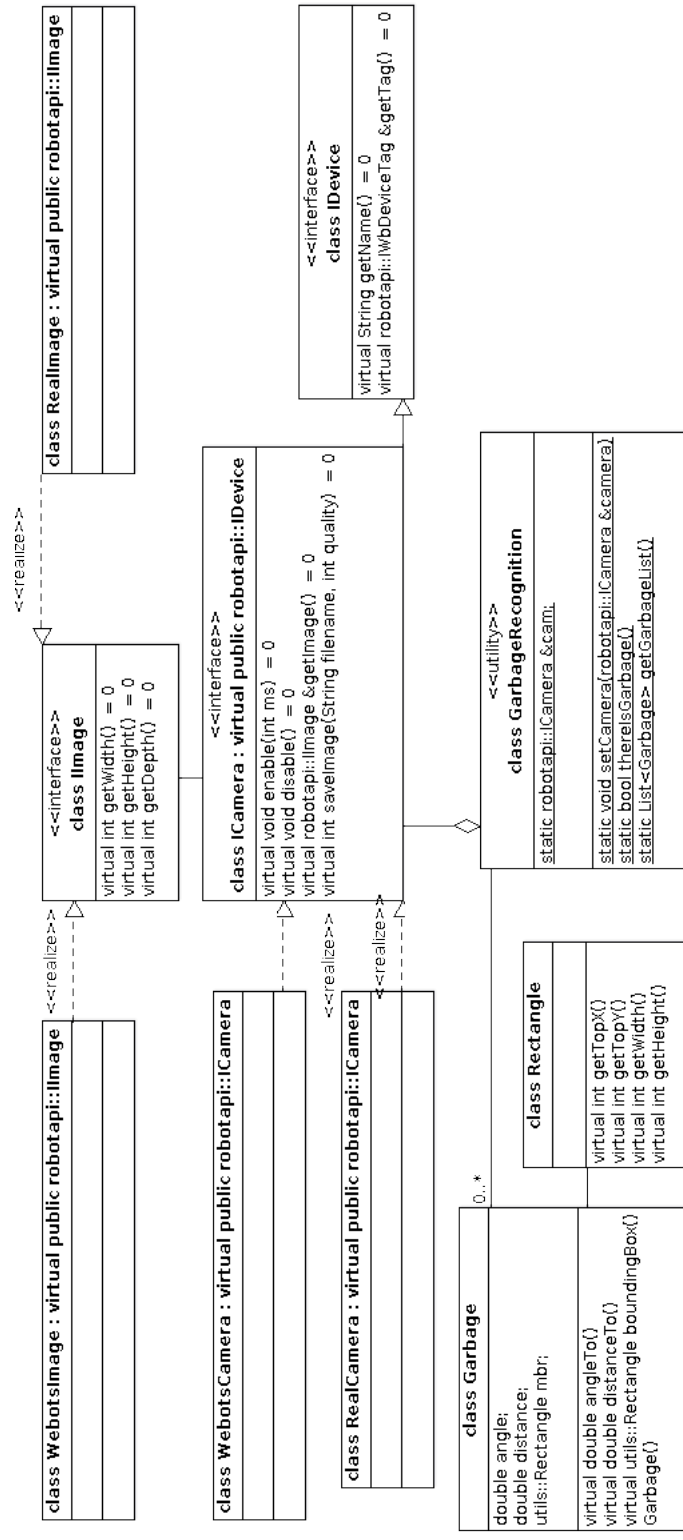 class WebotsImage : virtual public robotapi::IImage
<<realize>>
<<interface>>
class IImage
virtual int getWidth() = 0
virtual int getHeight() = 0
virtual int getDepth() = 0
<<realize>>
class RealImage : virtual public robotapi::IImage
class WebotsCamera : virtual public robotapi::ICamera
<<realize>>
class RealCamera : virtual public robotapi::ICamera
<<realize>>
<<interface>>
class ICamera : virtual public robotapi::IDevice
virtual void enable(int ms) = 0
virtual void disable() = 0
virtual robotapi::IImage &getImage() = 0
virtual int saveImage(String filename, int quality) = 0
<<interface>>
class IDevice
virtual String getName() = 0
virtual robotapi::IWbDeviceTag &getTag() = 0
class Garbage
double angle;
double distance;
utils::Rectangle mbr;
virtual double angleTo()
virtual double distanceTo()
virtual utils::Rectangle boundingBox()
Garbage()
0..*
class Rectangle
virtual int getTopX()
virtual int getTopY()
virtual int getWidth()
virtual int getHeight()
<<utility>>
class GarbageRecognition
static robotapi::ICamera &cam;
static void setCamera(robotapi::ICamera &camera)
static bool thereIsGarbage()
static List<Garbage> getGarbageList()